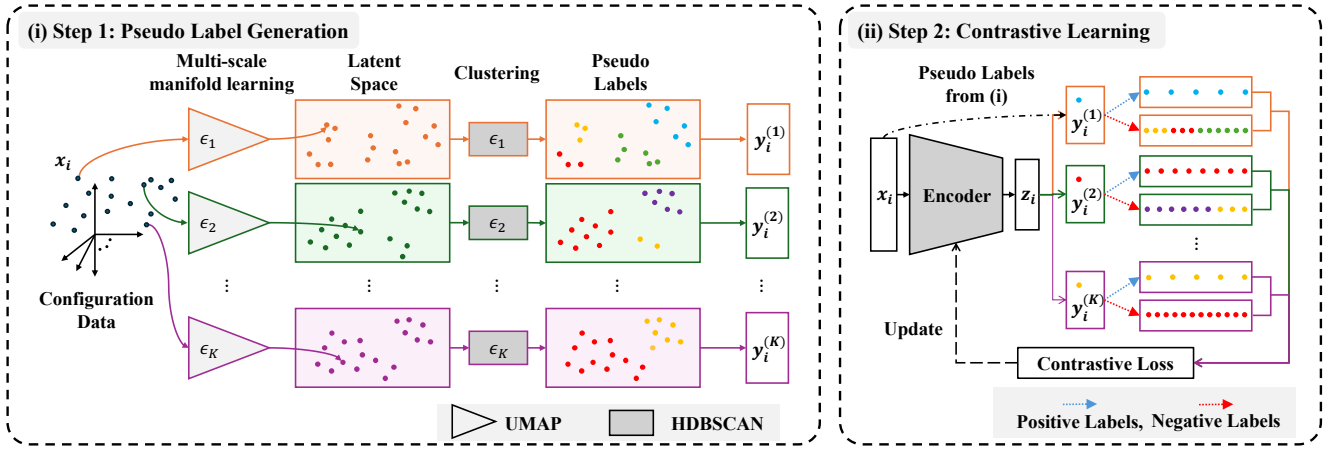 (i) Step 1: Pseudo Label Generation
Multi-scale
manifold learning
Latent
Space
Clustering
Pseudo
Labels
x_i
ϵ_1
ϵ_1
y_i^(1)
ϵ_2
ϵ_2
y_i^(2)
Configuration
Data
ϵ_K
ϵ_K
y_i^(K)
UMAP
HDBSCAN
(ii) Step 2: Contrastive Learning
Pseudo Labels
from (i)
y_i^(1)
x_i
Encoder
z_i
y_i^(2)
y_i^(K)
Update
Contrastive Loss
Positive Labels, Negative Labels